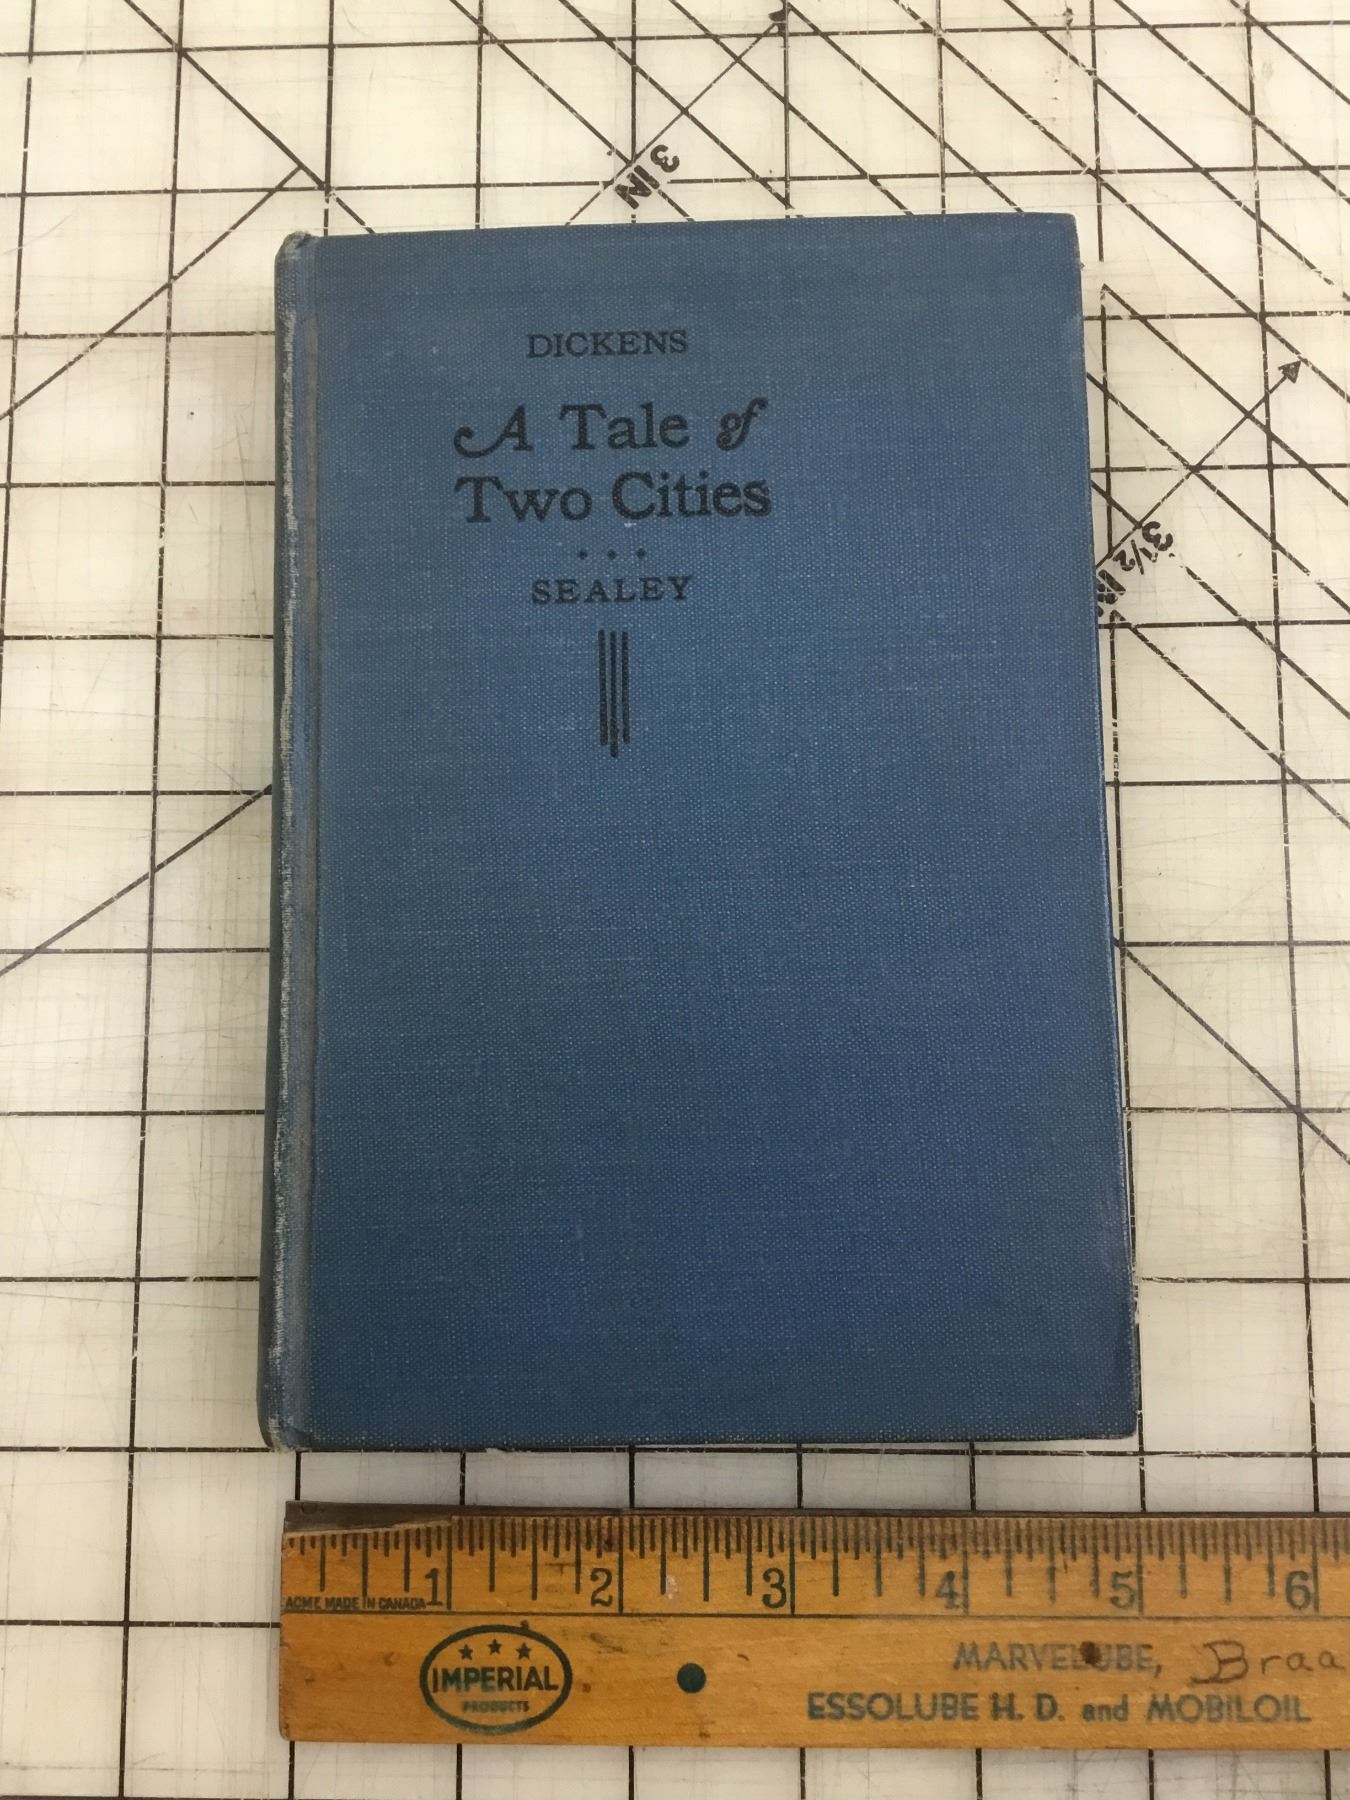 3 IN
DICKENS
A Tale of
Two Cities
SEALEY
3 1/2 IN
1 2 3 4 5 6
ACME MADE IN CANADA
IMPERIAL
PRODUCTS
MARVELUBE, Braa
ESSOLUBE H. D. and MOBILOIL